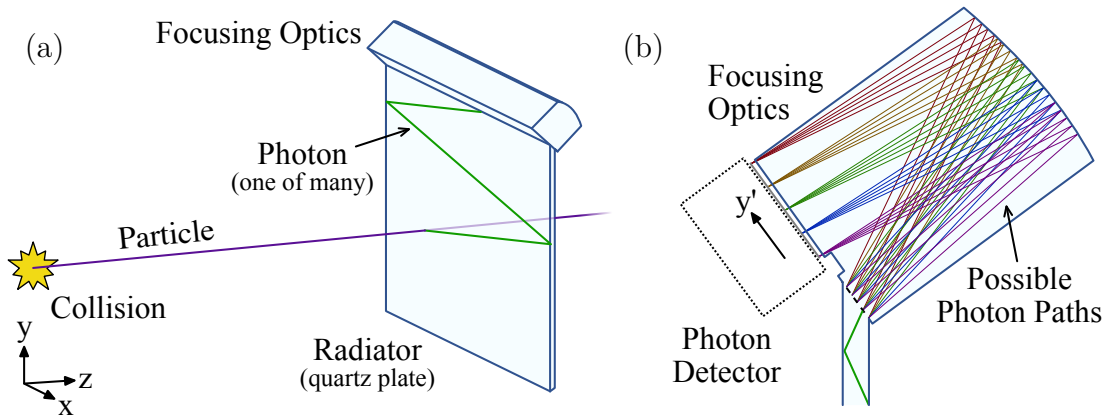 (a)
Focusing Optics
Photon
(one of many)
Particle
Collision
Radiator
(quartz plate)
y
z
x
(b)
Focusing
Optics
y'
Possible
Photon Paths
Photon
Detector